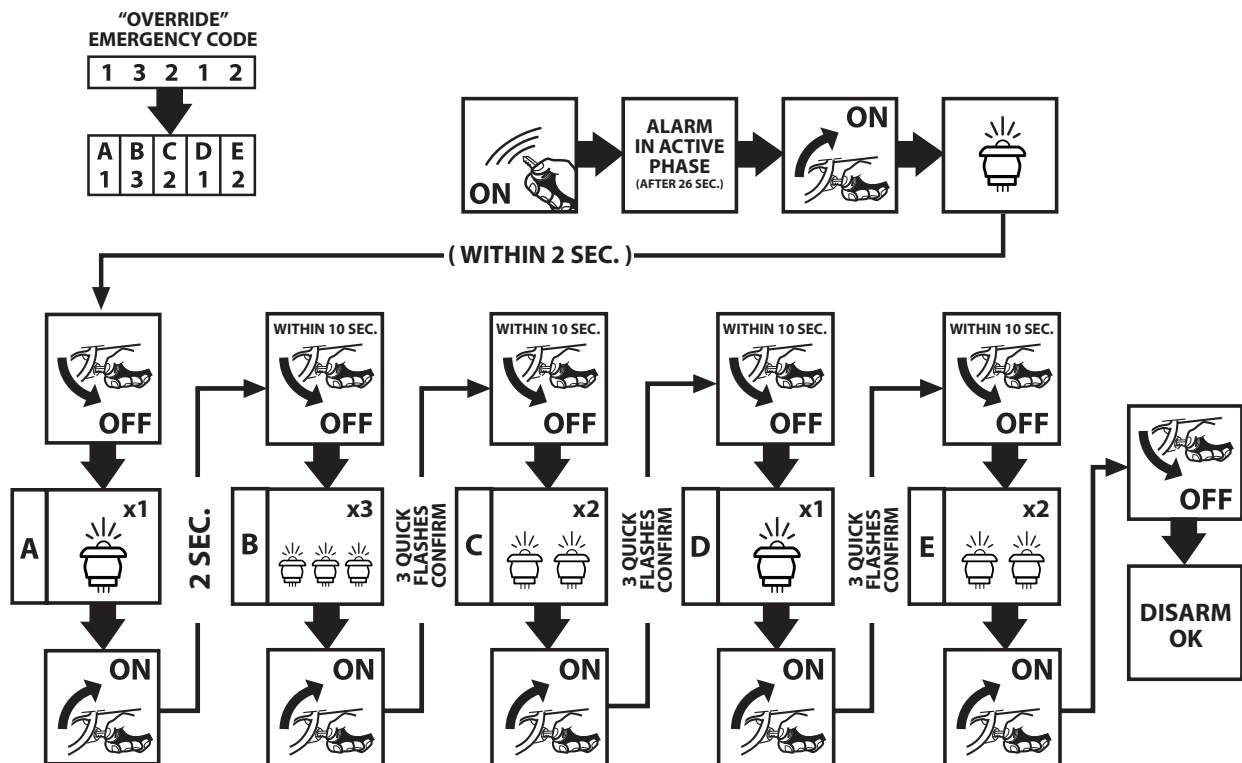 “OVERRIDE”
EMERGENCY CODE
1 3 2 1 2
A B C D E
1 3 2 1 2
ON
ALARM
IN ACTIVE
PHASE
(AFTER 26 SEC.)
ON
( WITHIN 2 SEC. )
OFF
A
x1
ON
2 SEC.
WITHIN 10 SEC.
OFF
B
x3
ON
3 QUICK
FLASHES
CONFIRM
WITHIN 10 SEC.
OFF
C
x2
ON
3 QUICK
FLASHES
CONFIRM
WITHIN 10 SEC.
OFF
D
x1
ON
3 QUICK
FLASHES
CONFIRM
WITHIN 10 SEC.
OFF
E
x2
ON
OFF
DISARM
OK